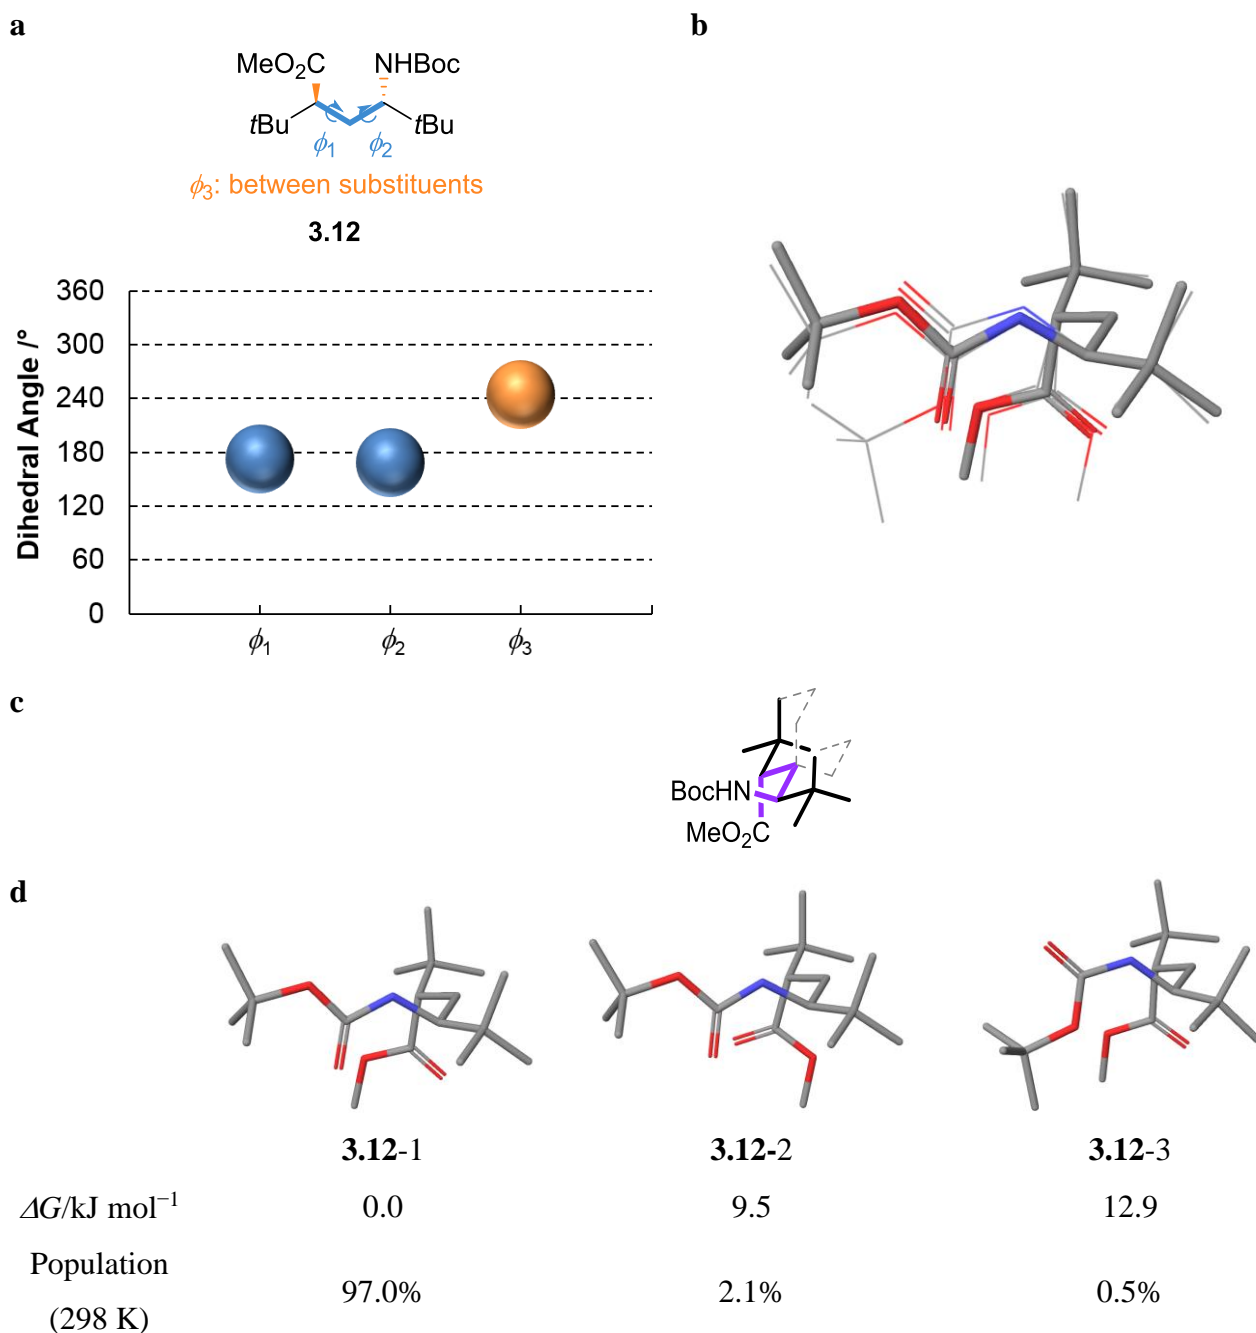 a
b
MeO₂C NHBoc
tBu tBu
ϕ₁ ϕ₂
ϕ₃: between substituents
3.12
Dihedral Angle /°
360
300
240
180
120
60
0
ϕ₁ ϕ₂ ϕ₃
c
BocHN
MeO₂C
d
3.12-1 3.12-2 3.12-3
ΔG/kJ mol⁻¹ 0.0 9.5 12.9
Population
(298 K)
97.0% 2.1% 0.5%